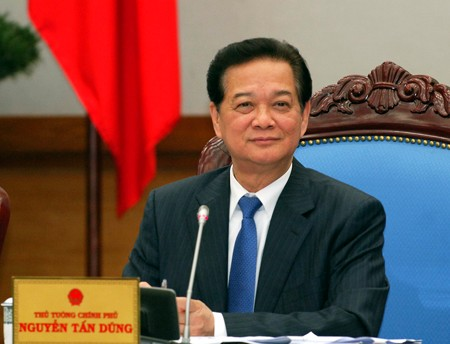 THỦ TƯỚNG CHÍNH PHỦ
NGUYỄN TẤN DŨNG